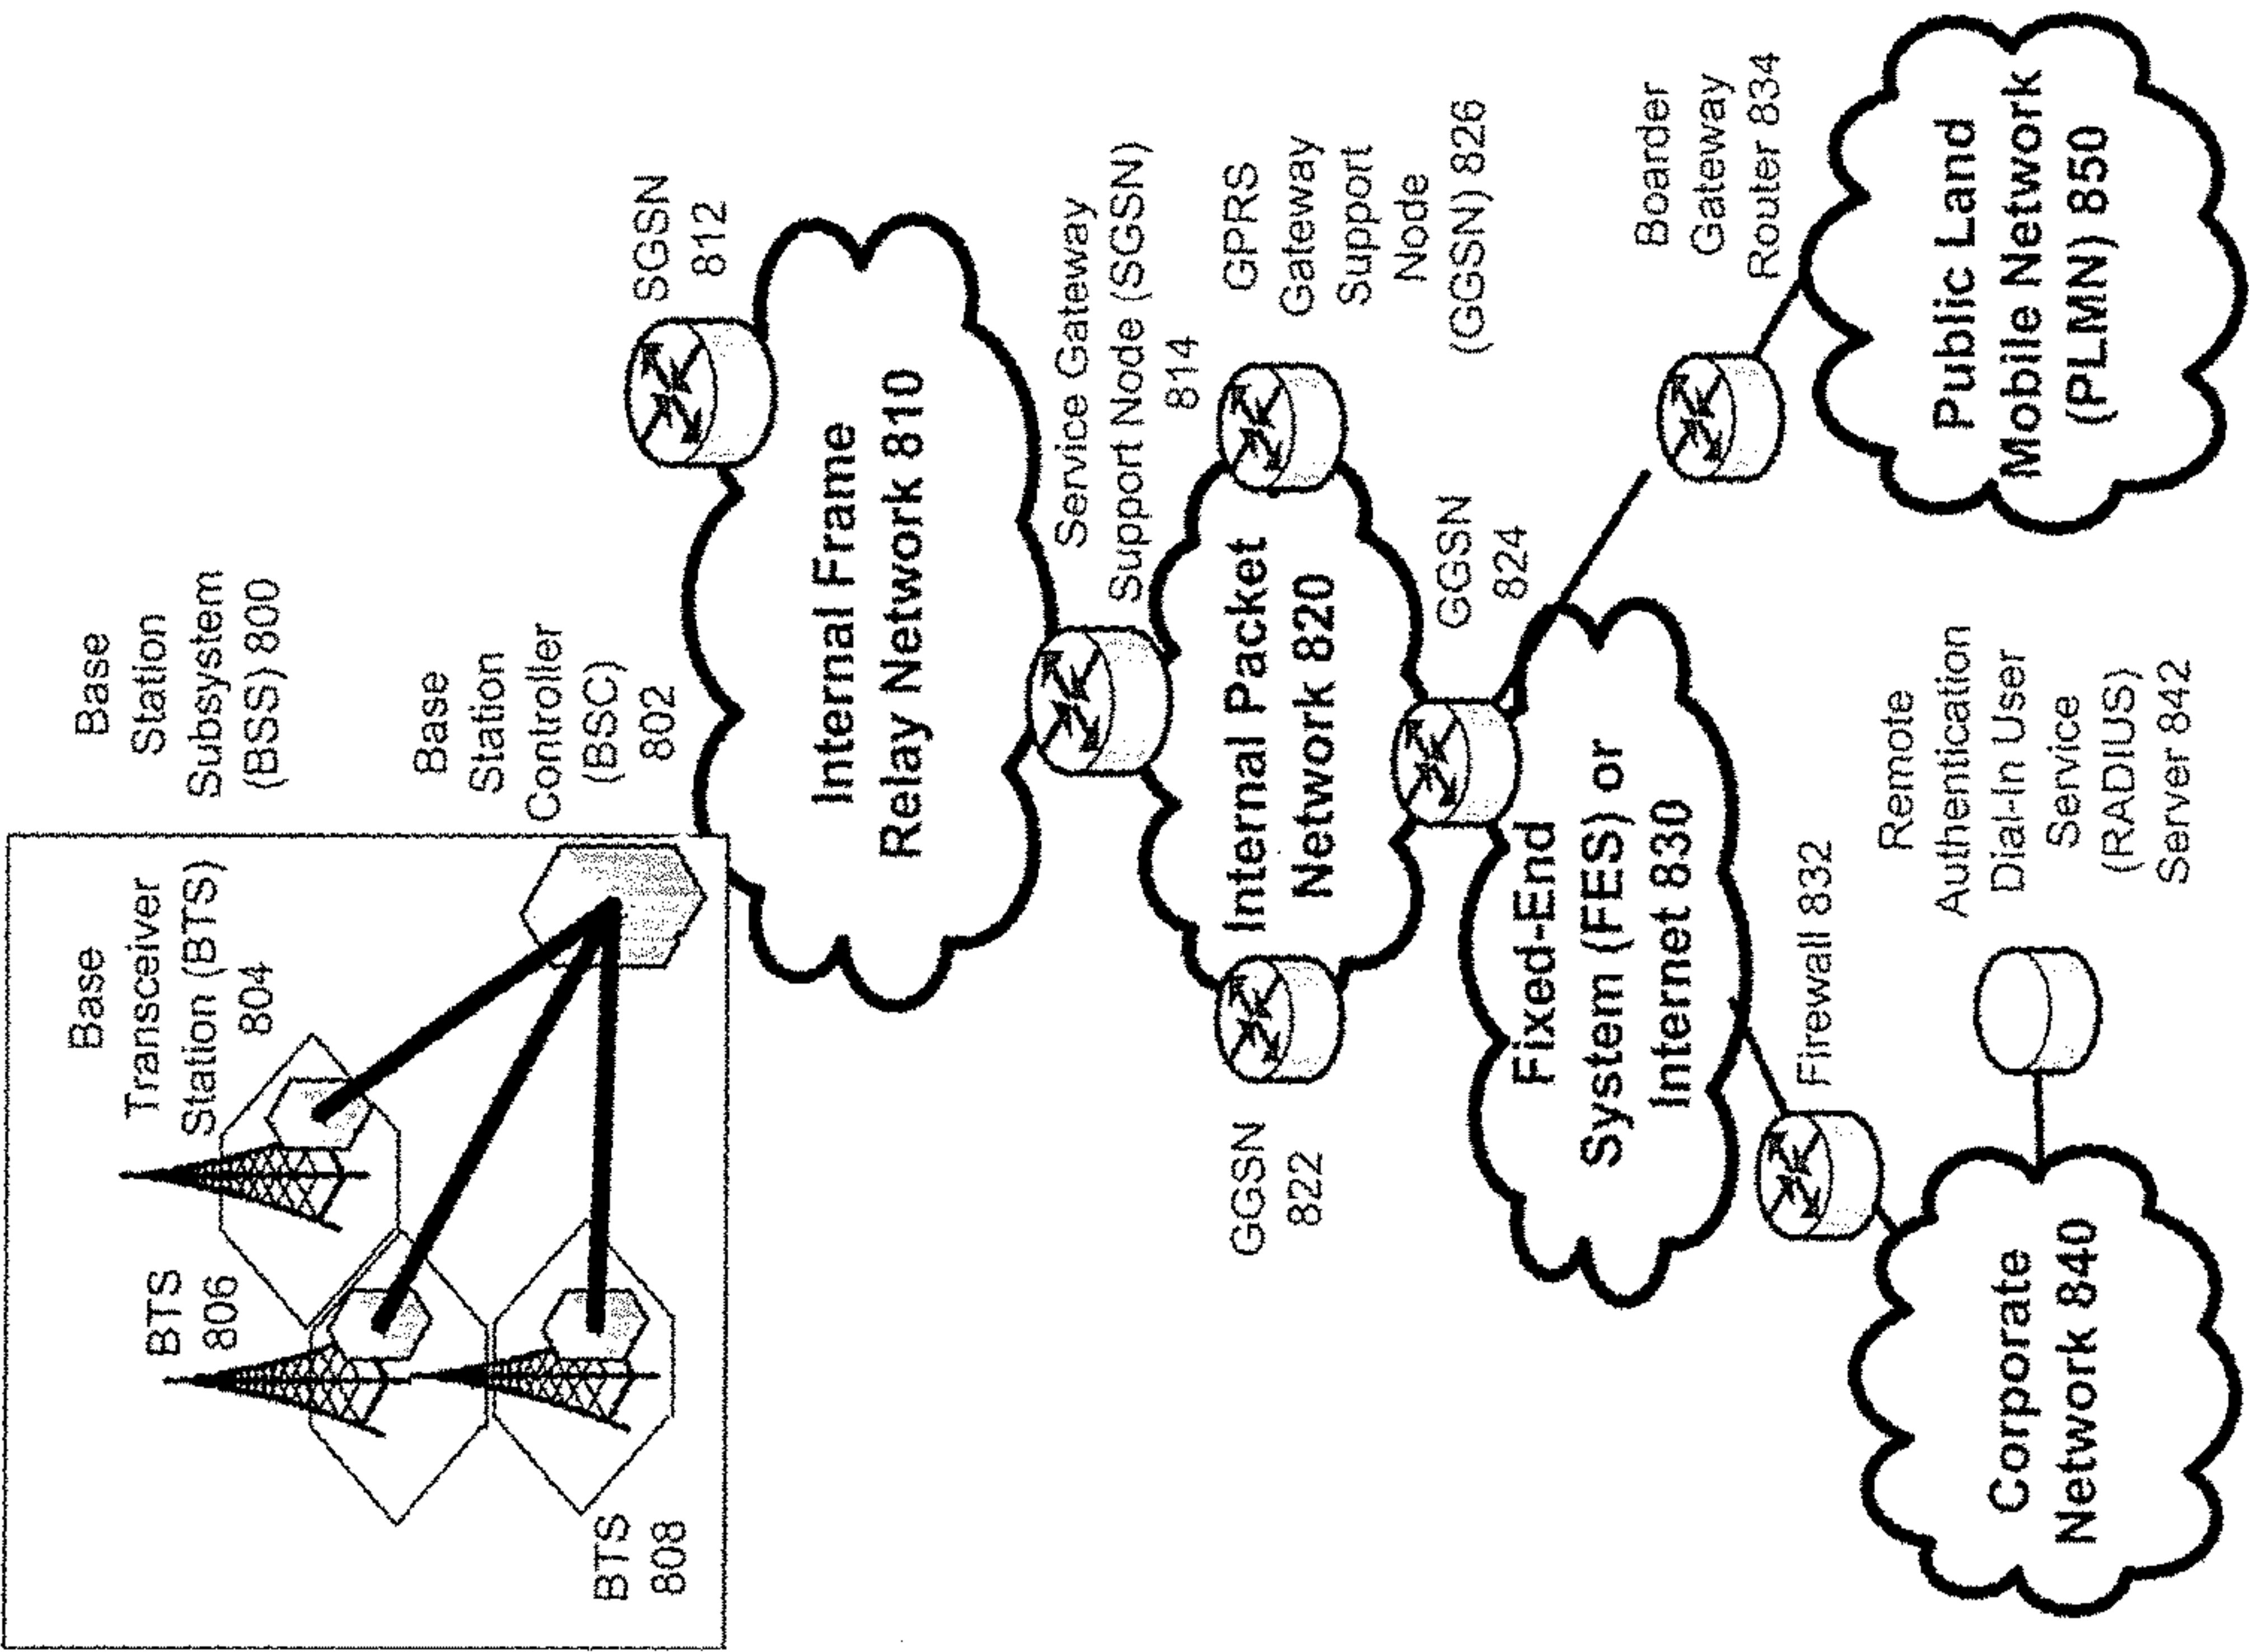 Base
Station
Subsystem
(BSS) 800
Base
Transceiver
Station (BTS)
804
BTS
806
BTS
808
Base
Station
Controller
(BSC)
802
SGSN
812
Internal Frame
Relay Network 810
Service Gateway
Support Node (SGSN)
814
GPRS
Gateway
Support
Node
(GGSN) 826
Internal Packet
Network 820
GGSN
822
GGSN
824
Fixed-End
System (FES) or
Internet 830
Boarder
Gateway
Router 834
Public Land
Mobile Network
(PLMN) 850
Firewall 832
Remote
Authentication
Dial-In User
Service
(RADIUS)
Server 842
Corporate
Network 840